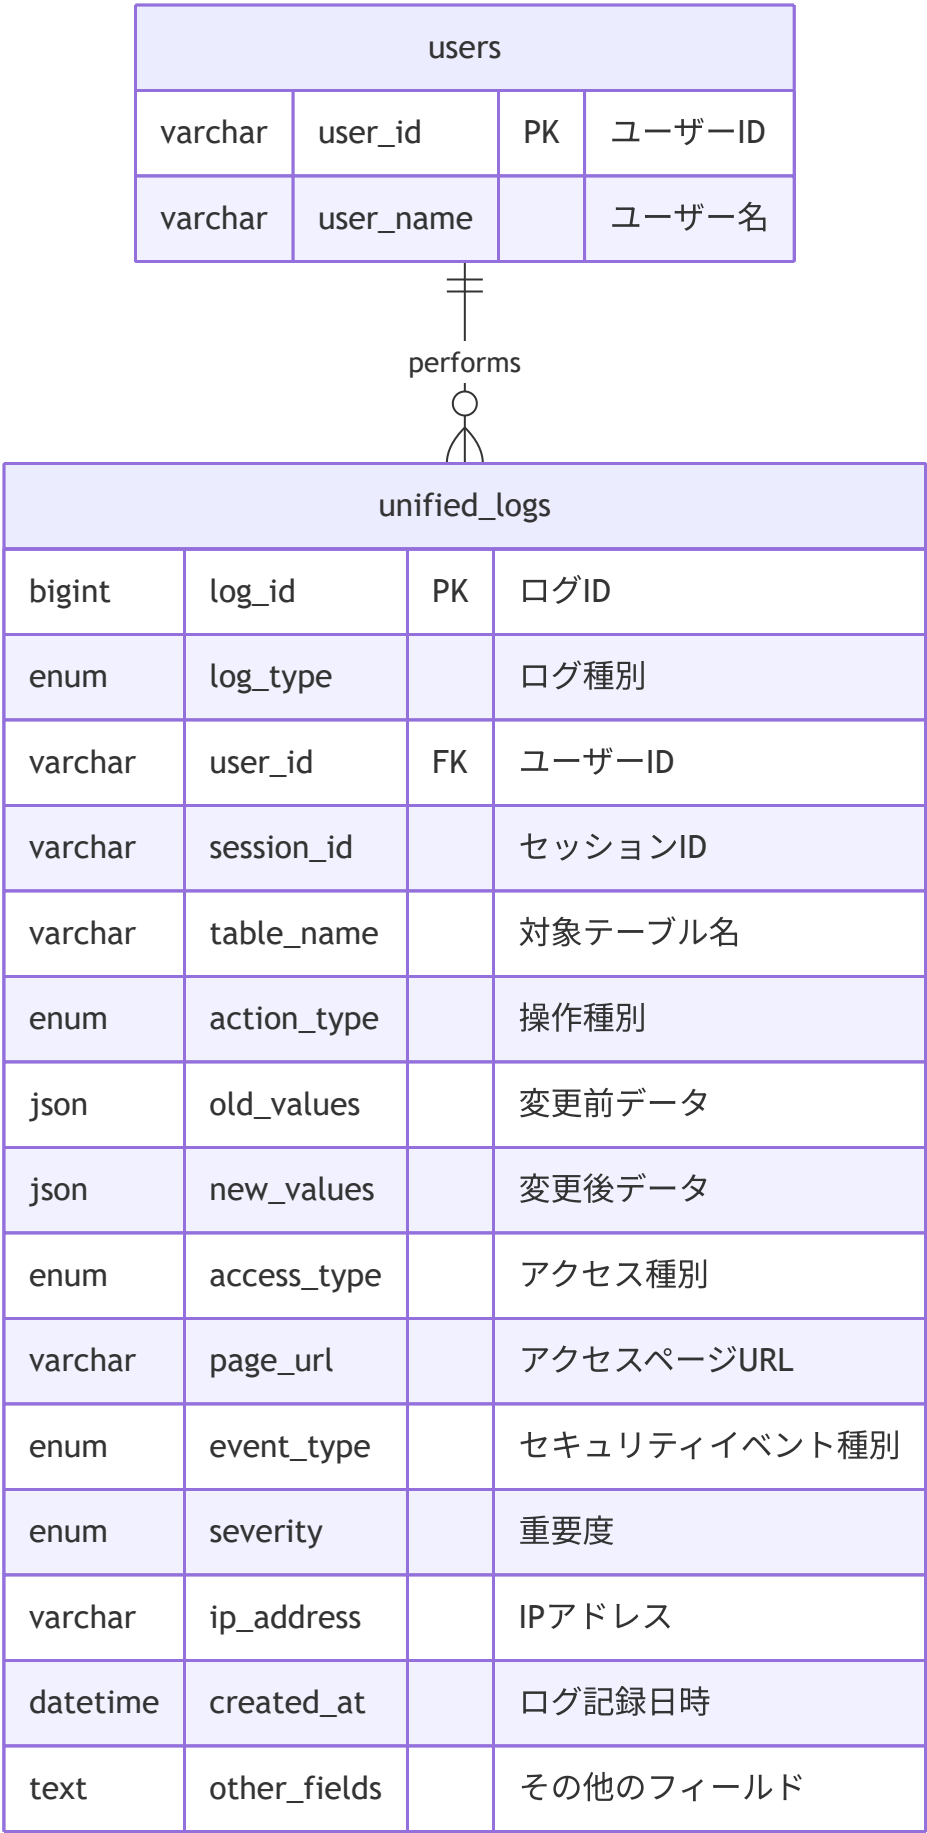 users
varchar user_id PK ユーザーID
varchar user_name ユーザー名
performs
unified_logs
bigint log_id PK ログID
enum log_type ログ種別
varchar user_id FK ユーザーID
varchar session_id セッションID
varchar table_name 対象テーブル名
enum action_type 操作種別
json old_values 変更前データ
json new_values 変更後データ
enum access_type アクセス種別
varchar page_url アクセスページURL
enum event_type セキュリティイベント種別
enum severity 重要度
varchar ip_address IPアドレス
datetime created_at ログ記録日時
text other_fields その他のフィールド